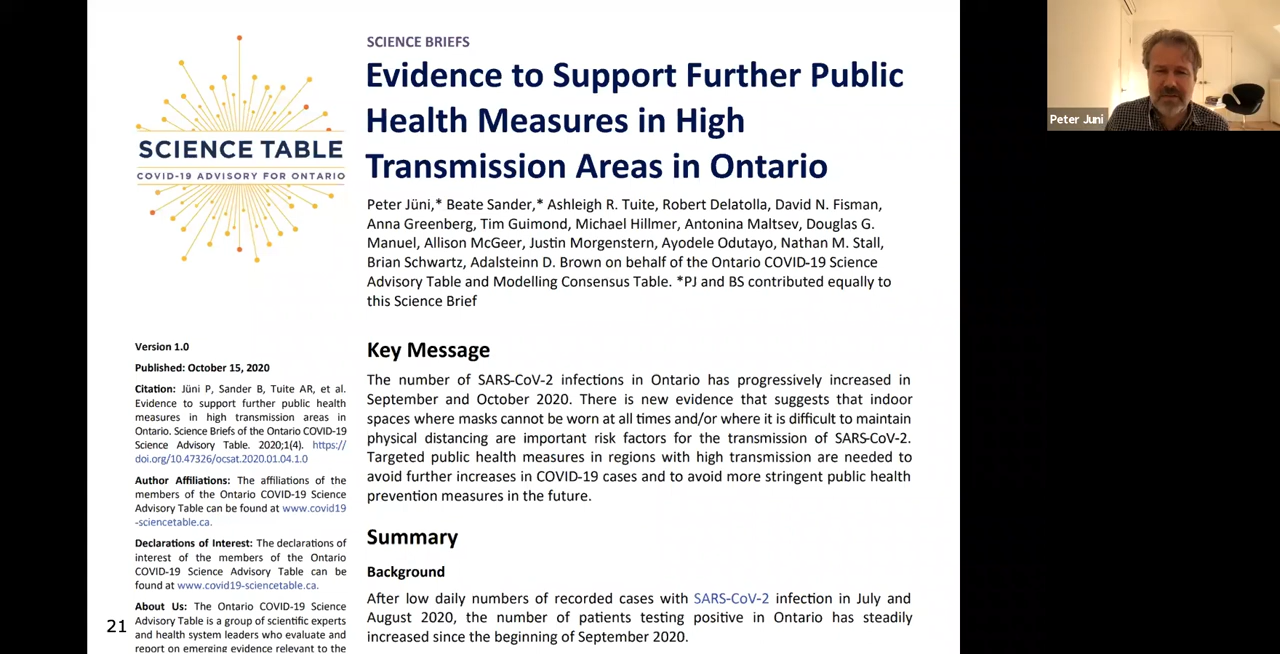 SCIENCE TABLE
COVID-19 ADVISORY FOR ONTARIO
SCIENCE BRIEFS
Evidence to Support Further Public
Health Measures in High
Transmission Areas in Ontario
Peter Jüni,* Beate Sander,* Ashleigh R. Tuite, Robert Delatolla, David N. Fisman,
Anna Greenberg, Tim Guimond, Michael Hillmer, Antonina Maltsev, Douglas G.
Manuel, Allison McGeer, Justin Morgenstern, Ayodele Odutayo, Nathan M. Stall,
Brian Schwartz, Adalsteinn D. Brown on behalf of the Ontario COVID-19 Science
Advisory Table and Modelling Consensus Table. *PJ and BS contributed equally to
this Science Brief
Version 1.0
Published: October 15, 2020
Citation: Jüni P, Sander B, Tuite AR, et al.
Evidence to support further public health
measures in high transmission areas in
Ontario. Science Briefs of the Ontario COVID-19
Science Advisory Table. 2020;1(4). https://
doi.org/10.47326/ocsat.2020.01.04.1.0
Author Affiliations: The affiliations of the
members of the Ontario COVID-19 Science
Advisory Table can be found at www.covid19
-sciencetable.ca.
Declarations of Interest: The declarations of
interest of the members of the Ontario
COVID-19 Science Advisory Table can be
found at www.covid19-sciencetable.ca.
About Us: The Ontario COVID-19 Science
Advisory Table is a group of scientific experts
and health system leaders who evaluate and
report on emerging evidence relevant to the
21
Key Message
The number of SARS-CoV-2 infections in Ontario has progressively increased in
September and October 2020. There is new evidence that suggests that indoor
spaces where masks cannot be worn at all times and/or where it is difficult to maintain
physical distancing are important risk factors for the transmission of SARS-CoV-2.
Targeted public health measures in regions with high transmission are needed to
avoid further increases in COVID-19 cases and to avoid more stringent public health
prevention measures in the future.
Summary
Background
After low daily numbers of recorded cases with SARS-CoV-2 infection in July and
August 2020, the number of patients testing positive in Ontario has steadily
increased since the beginning of September 2020.
Peter Juni